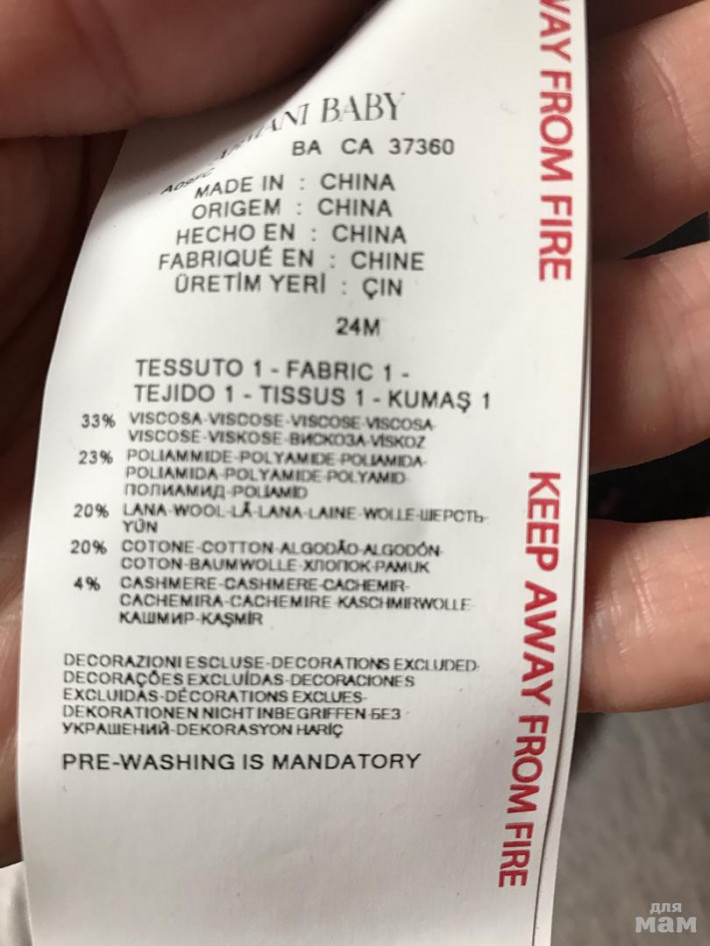 ARMANI BABY
BA CA 37360
MADE IN : CHINA
ORIGEM : CHINA
HECHO EN : CHINA
FABRIQUÉ EN : CHINE
ÜRETİM YERİ : ÇIN
24M
TESSUTO 1 - FABRIC 1 -
TEJIDO 1 - TISSUS 1 - KUMAŞ 1
33% VISCOSA-VISCOSE-VISCOSE-VISCOSA-
VISCOSE-VISKOSE-ВИСКОЗА-VİSKOZ
23% POLIAMMIDE-POLYAMIDE-POLIAMIDA-
POLIAMIDA-POLYAMIDE-POLYAMID-
ПОЛИАМИД-POLİAMİD
20% LANA-WOOL-LÃ-LANA-LAINE-WOLLE-ШЕРСТЬ-
YÜN
20% COTONE-COTTON-ALGODÃO-ALGODÓN-
COTON-BAUMWOLLE-ХЛОПОК-PAMUK
4% CASHMERE-CASHMERE-CACHEMIR-
CACHEMIRA-CACHEMIRE-KASCHMIRWOLLE-
КАШМИР-KAŞMİR
DECORAZIONI ESCLUSE-DECORATIONS EXCLUDED-
DECORAÇÕES EXCLUÍDAS-DECORACIONES
EXCLUIDAS-DÉCORATIONS EXCLUES-
DEKORATIONEN NICHT INBEGRIFFEN-БЕЗ
УКРАШЕНИЙ-DEKORASYON HARİÇ
PRE-WASHING IS MANDATORY
WAY FROM FIRE
KEEP AWAY FROM FIRE
для
мам